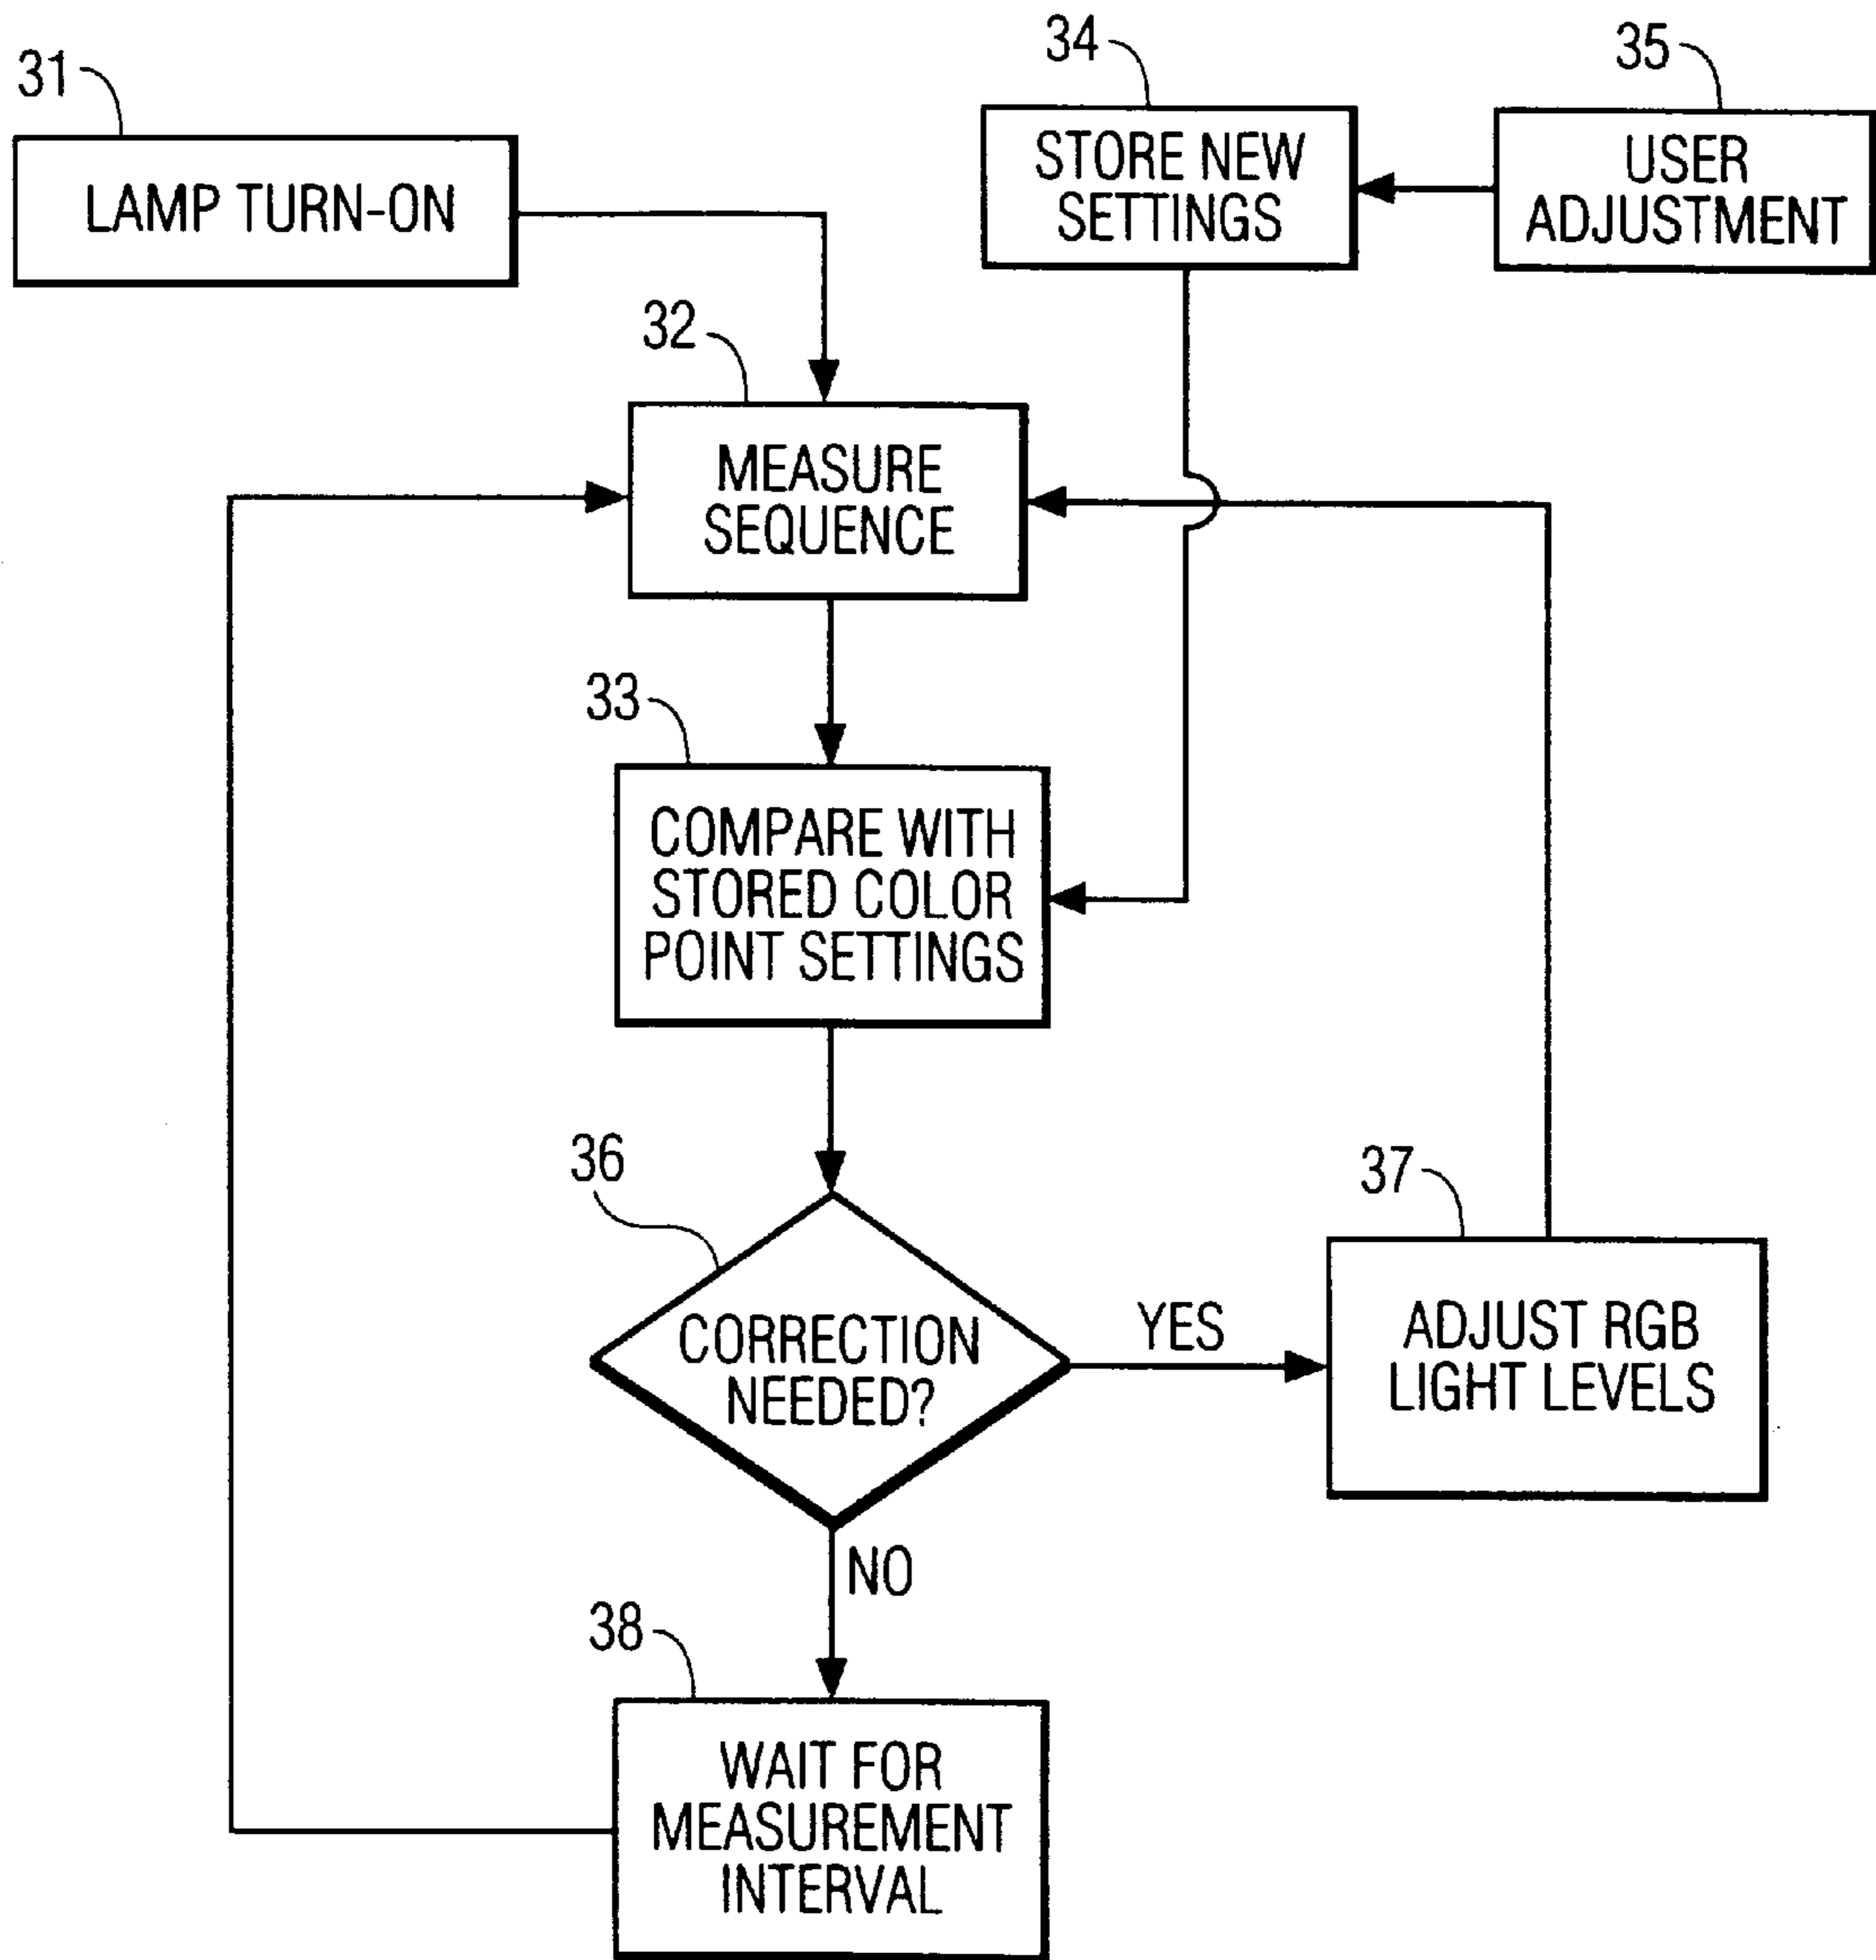 31
LAMP TURN-ON
34
STORE NEW
SETTINGS
35
USER
ADJUSTMENT
32
MEASURE
SEQUENCE
33
COMPARE WITH
STORED COLOR
POINT SETTINGS
36
CORRECTION
NEEDED?
YES
37
ADJUST RGB
LIGHT LEVELS
NO
38
WAIT FOR
MEASUREMENT
INTERVAL